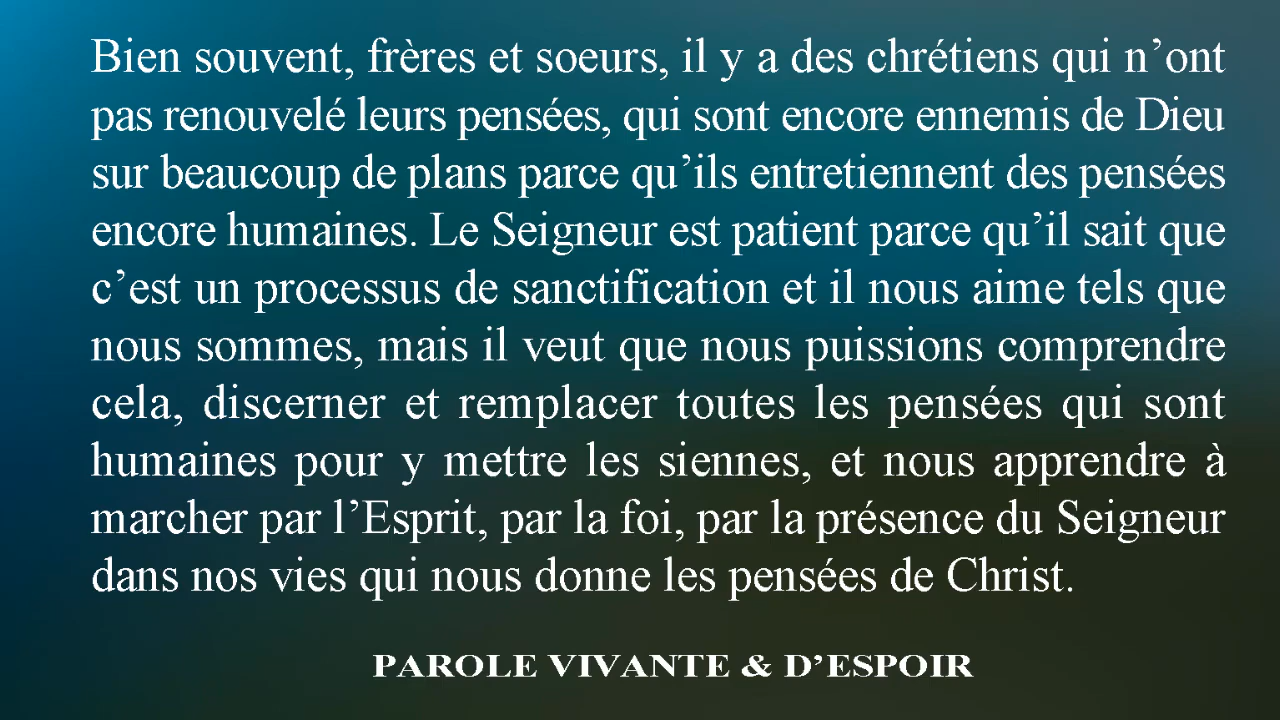 Bien souvent, frères et soeurs, il y a des chrétiens qui n’ont
pas renouvelé leurs pensées, qui sont encore ennemis de Dieu
sur beaucoup de plans parce qu’ils entretiennent des pensées
encore humaines. Le Seigneur est patient parce qu’il sait que
c’est un processus de sanctification et il nous aime tels que
nous sommes, mais il veut que nous puissions comprendre
cela, discerner et remplacer toutes les pensées qui sont
humaines pour y mettre les siennes, et nous apprendre à
marcher par l’Esprit, par la foi, par la présence du Seigneur
dans nos vies qui nous donne les pensées de Christ.
PAROLE VIVANTE & D’ESPOIR